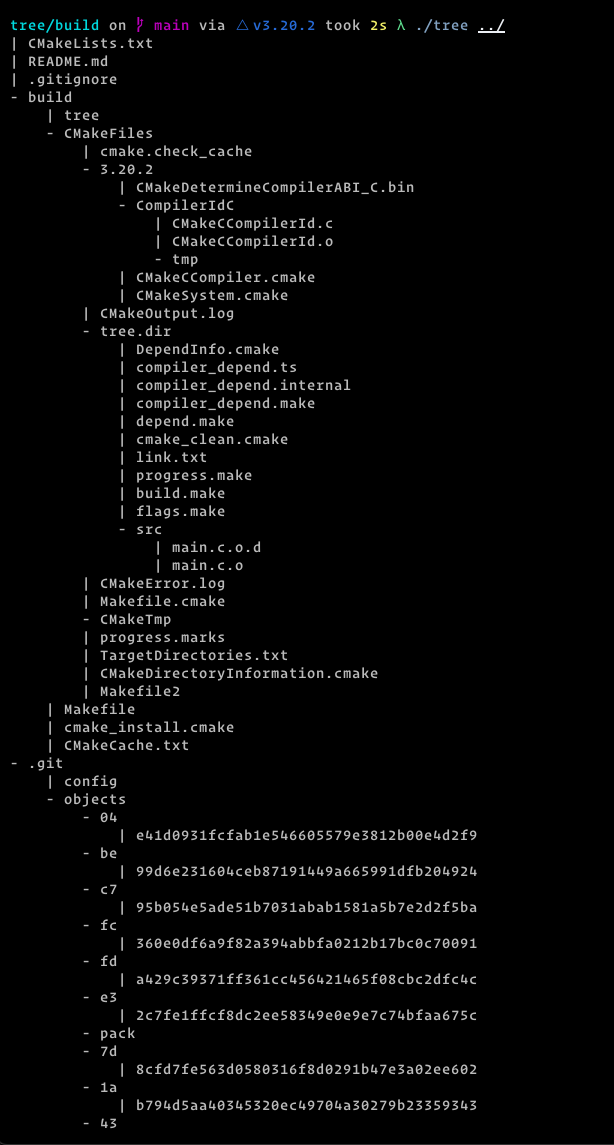 tree/build on ᚠ main via △ v3.20.2 took 2s λ ./tree ../
| CMakeLists.txt
| README.md
| .gitignore
- build
    | tree
    - CMakeFiles
        | cmake.check_cache
        - 3.20.2
            | CMakeDetermineCompilerABI_C.bin
            - CompilerIdC
                | CMakeCCompilerId.c
                | CMakeCCompilerId.o
                - tmp
            | CMakeCCompiler.cmake
            | CMakeSystem.cmake
        | CMakeOutput.log
        - tree.dir
            | DependInfo.cmake
            | compiler_depend.ts
            | compiler_depend.internal
            | compiler_depend.make
            | depend.make
            | cmake_clean.cmake
            | link.txt
            | progress.make
            | build.make
            | flags.make
            - src
                | main.c.o.d
                | main.c.o
        | CMakeError.log
        | Makefile.cmake
        - CMakeTmp
        | progress.marks
        | TargetDirectories.txt
        | CMakeDirectoryInformation.cmake
        | Makefile2
    | Makefile
    | cmake_install.cmake
    | CMakeCache.txt
- .git
    | config
    - objects
        - 04
            | e41d0931fcfab1e546605579e3812b00e4d2f9
        - be
            | 99d6e231604ceb87191449a665991dfb204924
        - c7
            | 95b054e5ade51b7031abab1581a5b7e2d2f5ba
        - fc
            | 360e0df6a9f82a394abbfa0212b17bc0c70091
        - fd
            | a429c39371ff361cc456421465f08cbc2dfc4c
        - e3
            | 2c7fe1ffcf8dc2ee58349e0e9e7c74bfaa675c
        - pack
        - 7d
            | 8cfd7fe563d0580316f8d0291b47e3a02ee602
        - 1a
            | b794d5aa40345320ec49704a30279b23359343
        - 43